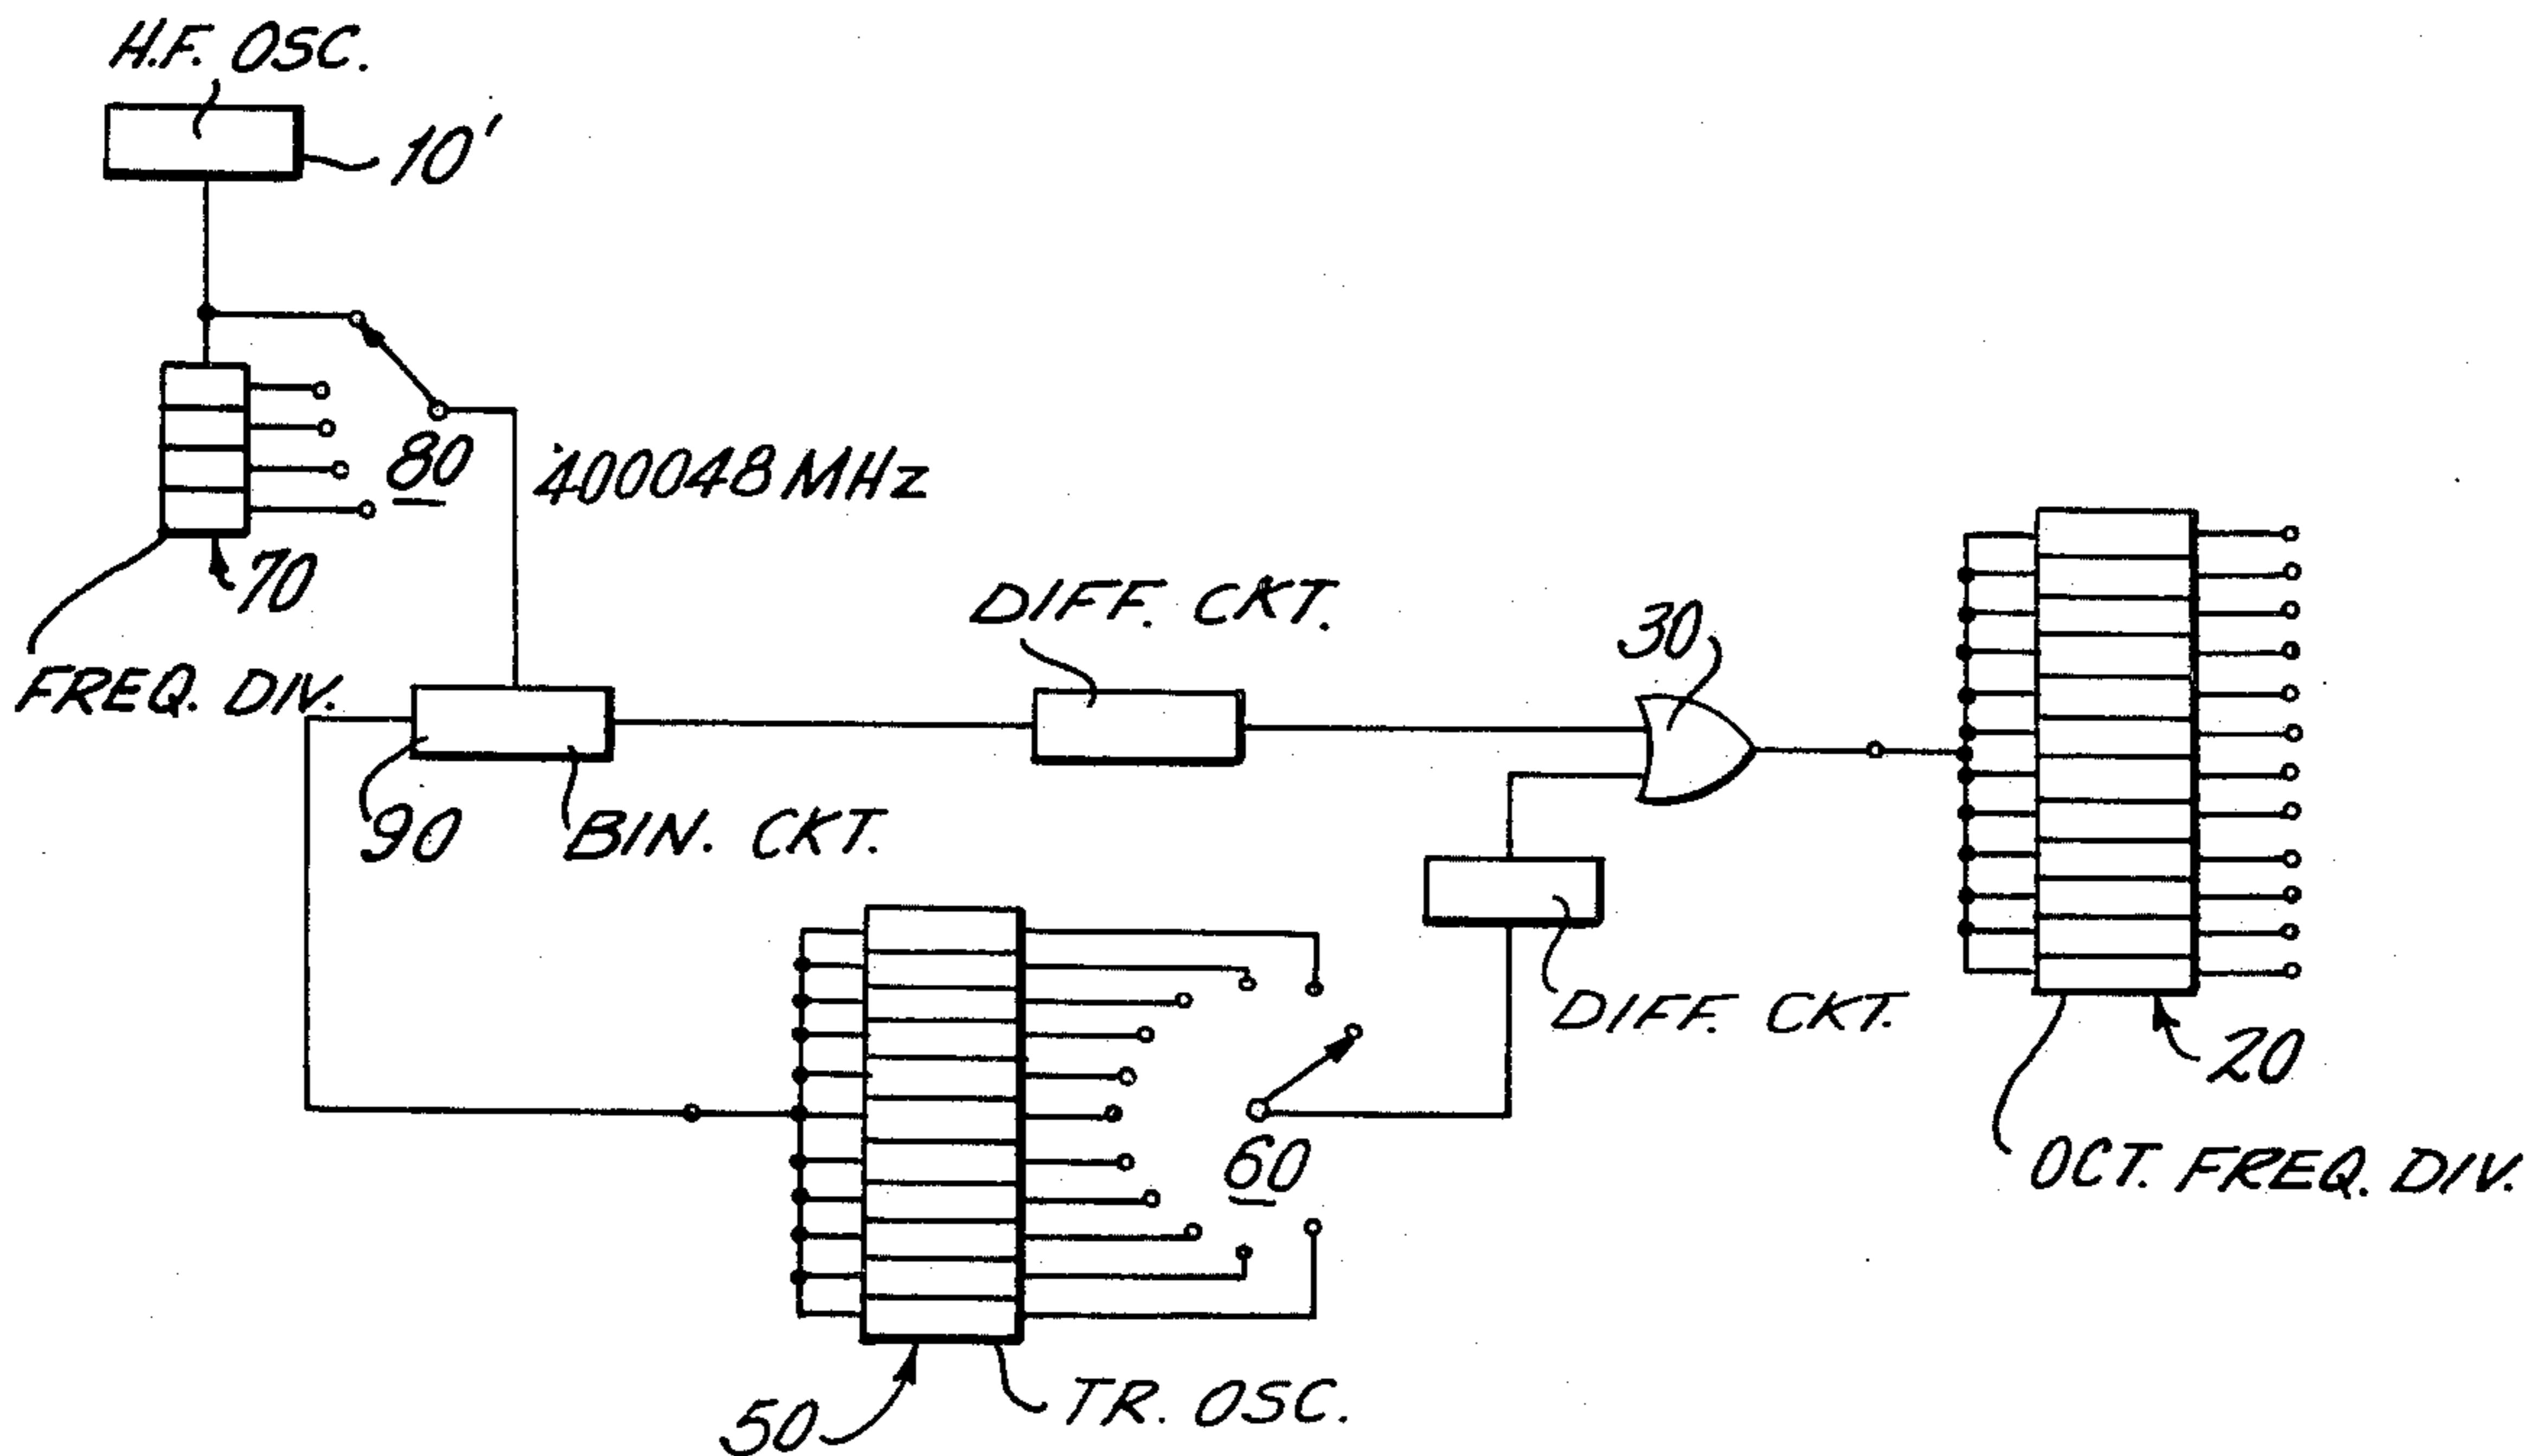 H.F. OSC.
10'
80
400048 MHz
70
FREQ. DIV.
DIFF. CKT.
30
90
BIN. CKT.
DIFF. CKT.
20
60
OCT. FREQ. DIV.
50
TR. OSC.